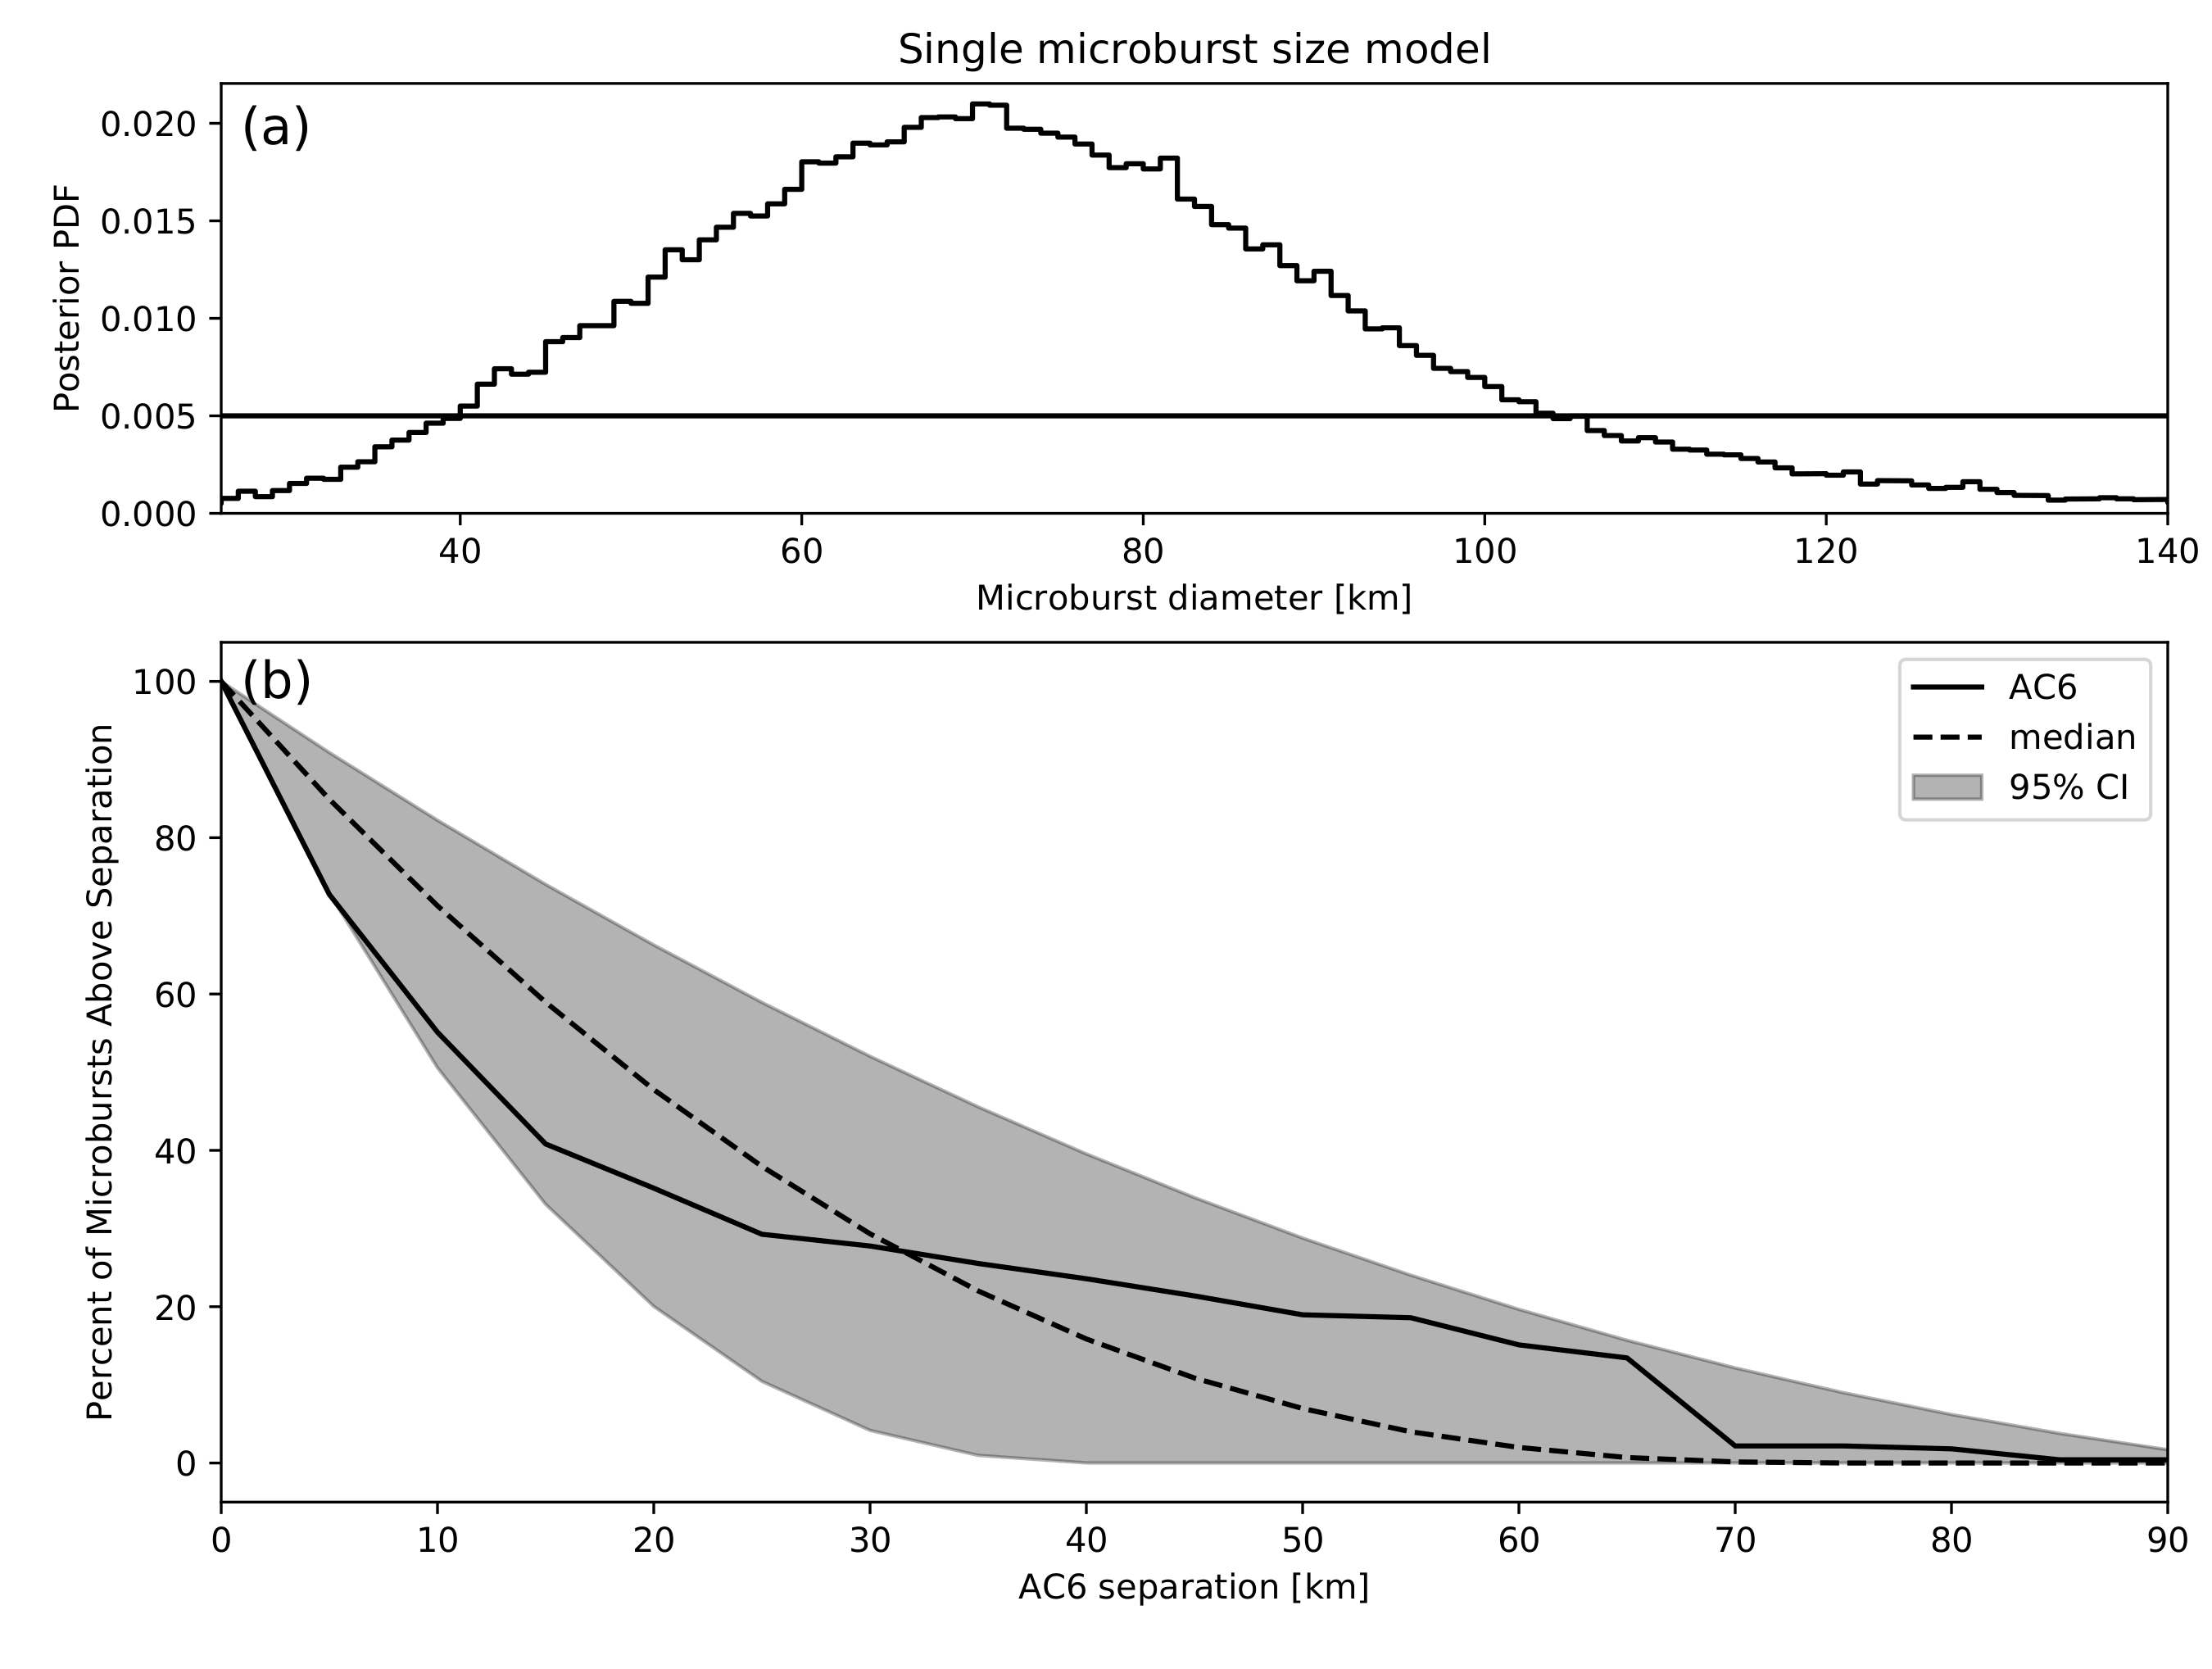 Single microburst size model
(a)
Posterior PDF
0.020
0.015
0.010
0.005
0.000
40 60 80 100 120 140
Microburst diameter [km]
(b)
Percent of Microbursts Above Separation
100
80
60
40
20
0
AC6
median
95% CI
0 10 20 30 40 50 60 70 80 90
AC6 separation [km]